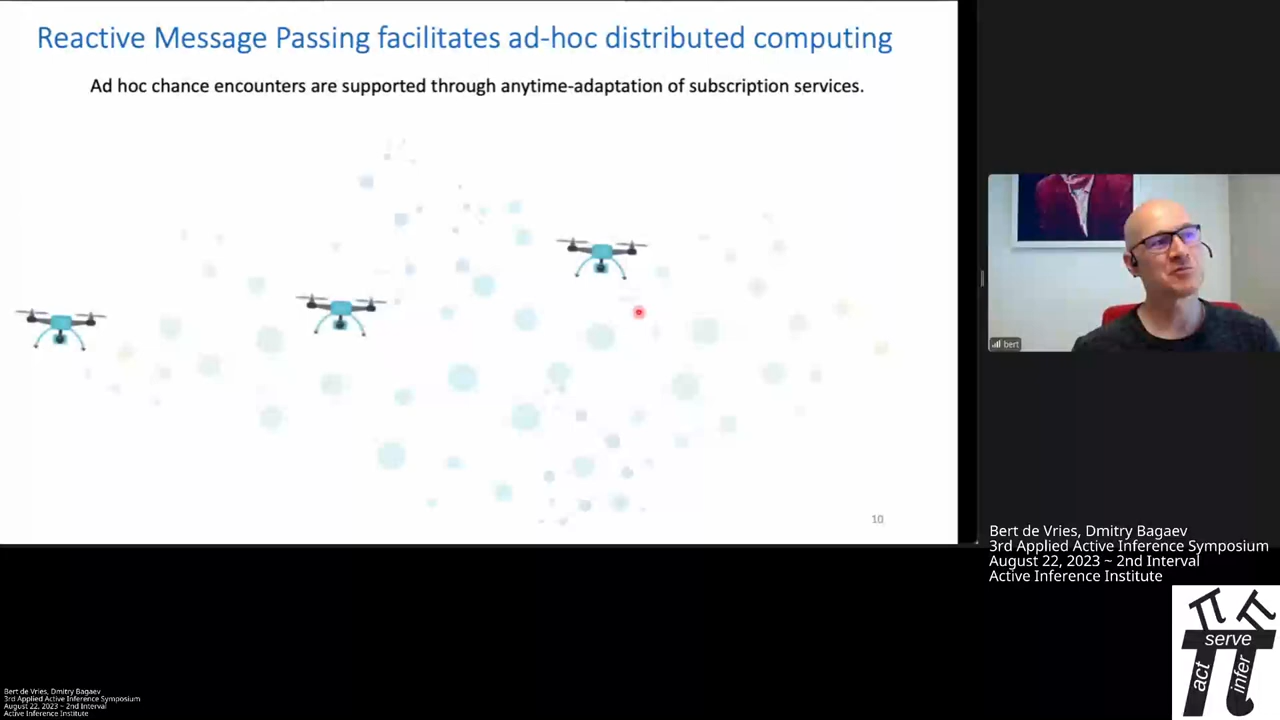 Reactive Message Passing facilitates ad-hoc distributed computing
Ad hoc chance encounters are supported through anytime-adaptation of subscription services.
10
bert
Bert de Vries, Dmitry Bagaev
3rd Applied Active Inference Symposium
August 22, 2023 ~ 2nd Interval
Active Inference Institute
serve
act
infer
Bert de Vries, Dmitry Bagaev
3rd Applied Active Inference Symposium
August 22, 2023 ~ 2nd Interval
Active Inference Institute